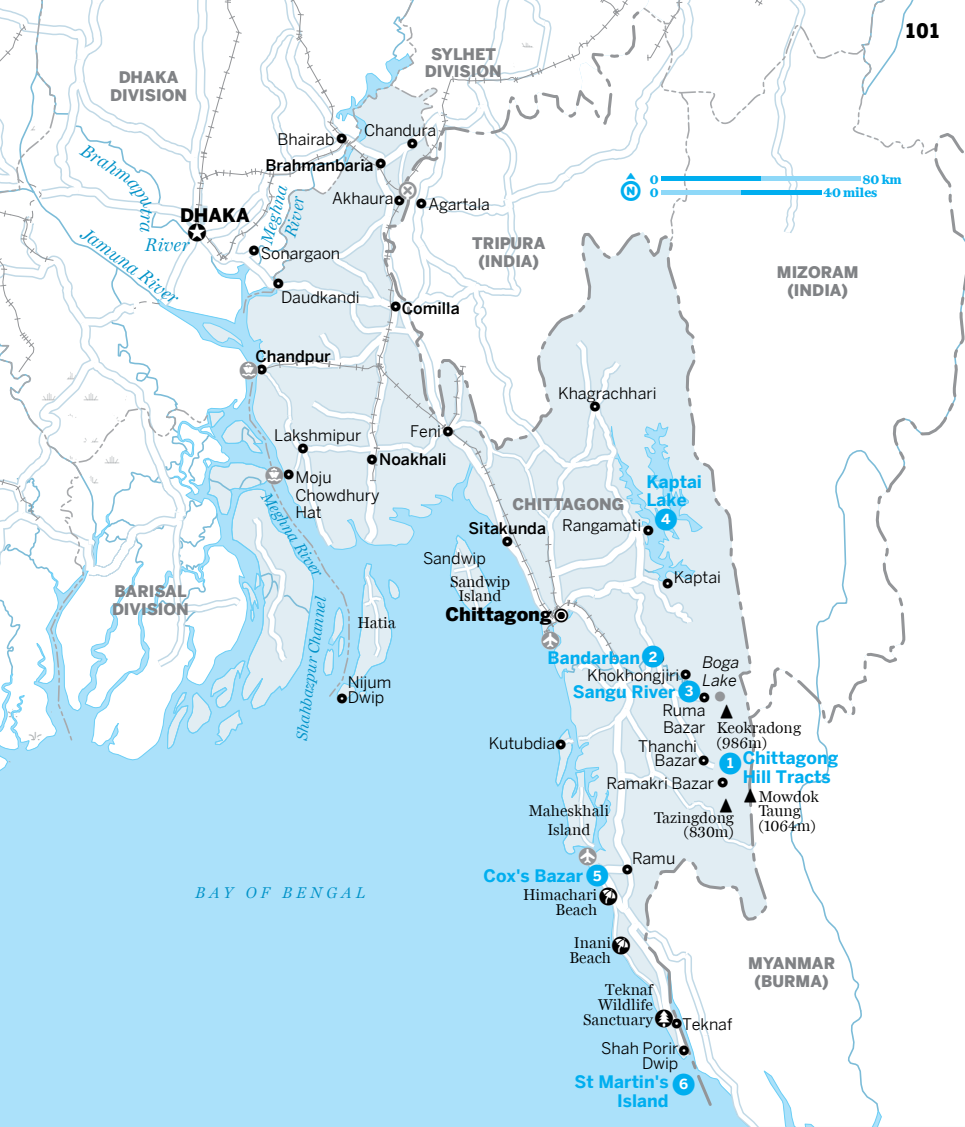 101
SYLHET
DIVISION
DHAKA
DIVISION
Bhairab
Chandura
Brahmanbaria
Brahmaputra
River
Meghna
River
Akhaura
Agartala
0 80 km
0 40 miles
N
DHAKA
Jamuna River
Sonargaon
TRIPURA
(INDIA)
MIZORAM
(INDIA)
Daudkandi
Comilla
Chandpur
Khagrachhari
Lakshmipur
Feni
Noakhali
Moju
Chowdhury
Hat
Meghna River
Kaptai
Lake
4
CHITTAGONG
Rangamati
Sitakunda
Sandwip
Sandwip
Island
Kaptai
BARISAL
DIVISION
Shahbazpur Channel
Hatia
Chittagong
Bandarban 2
Boga
Lake
Khokhongjiri
Sangu River 3
Nijum
Dwip
Ruma
Bazar
Keokradong
(986m)
Kutubdia
Thanchi
Bazar
1 Chittagong
Hill Tracts
Ramakri Bazar
Mowdok
Taung
(1064m)
Maheskhali
Island
Tazingdong
(830m)
Ramu
Cox's Bazar 5
BAY OF BENGAL
Himachari
Beach
Inani
Beach
MYANMAR
(BURMA)
Teknaf
Wildlife
Sanctuary
Teknaf
Shah Porir
Dwip
St Martin's
Island
6